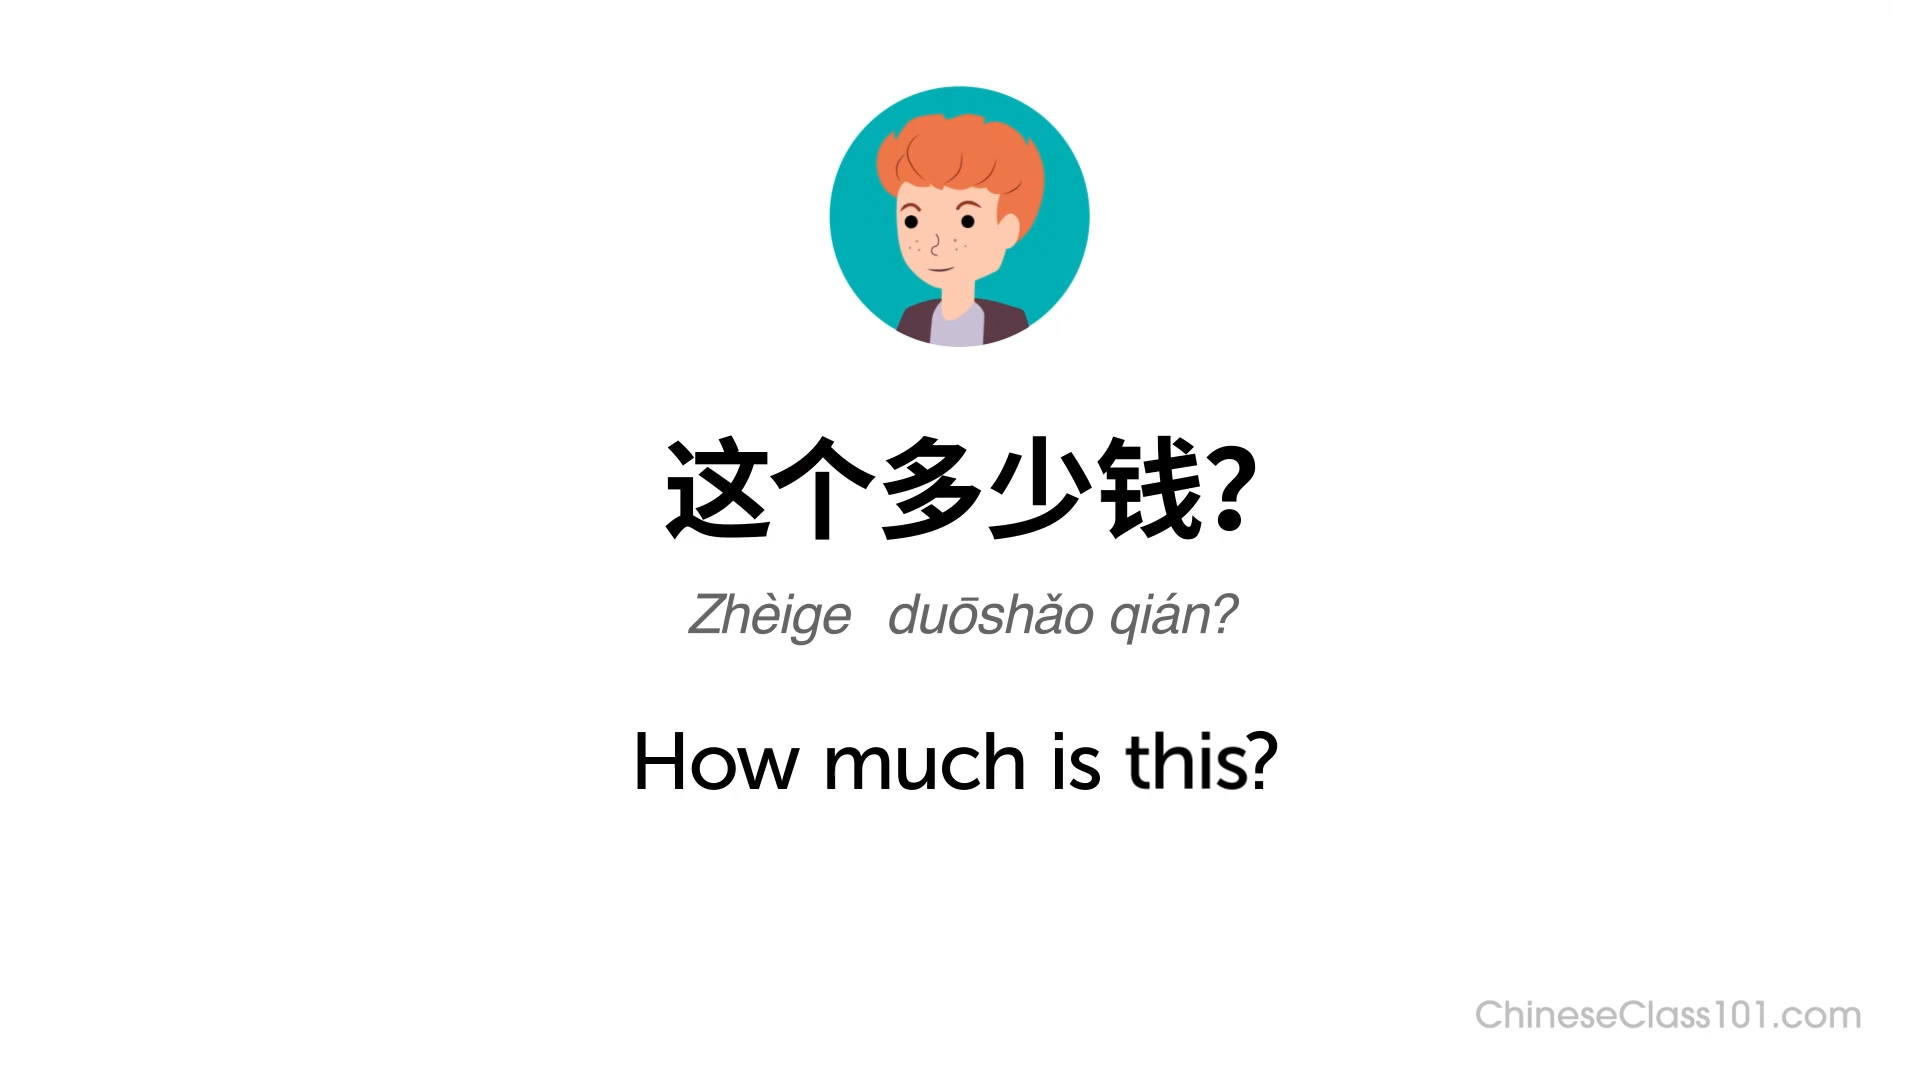 这个多少钱？
Zhèige duōshǎo qián?
How much is this?
ChineseClass101.com